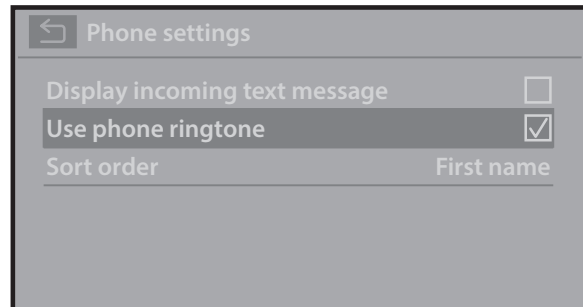 Phone settings
Display incoming text message
Use phone ringtone
Sort order First name